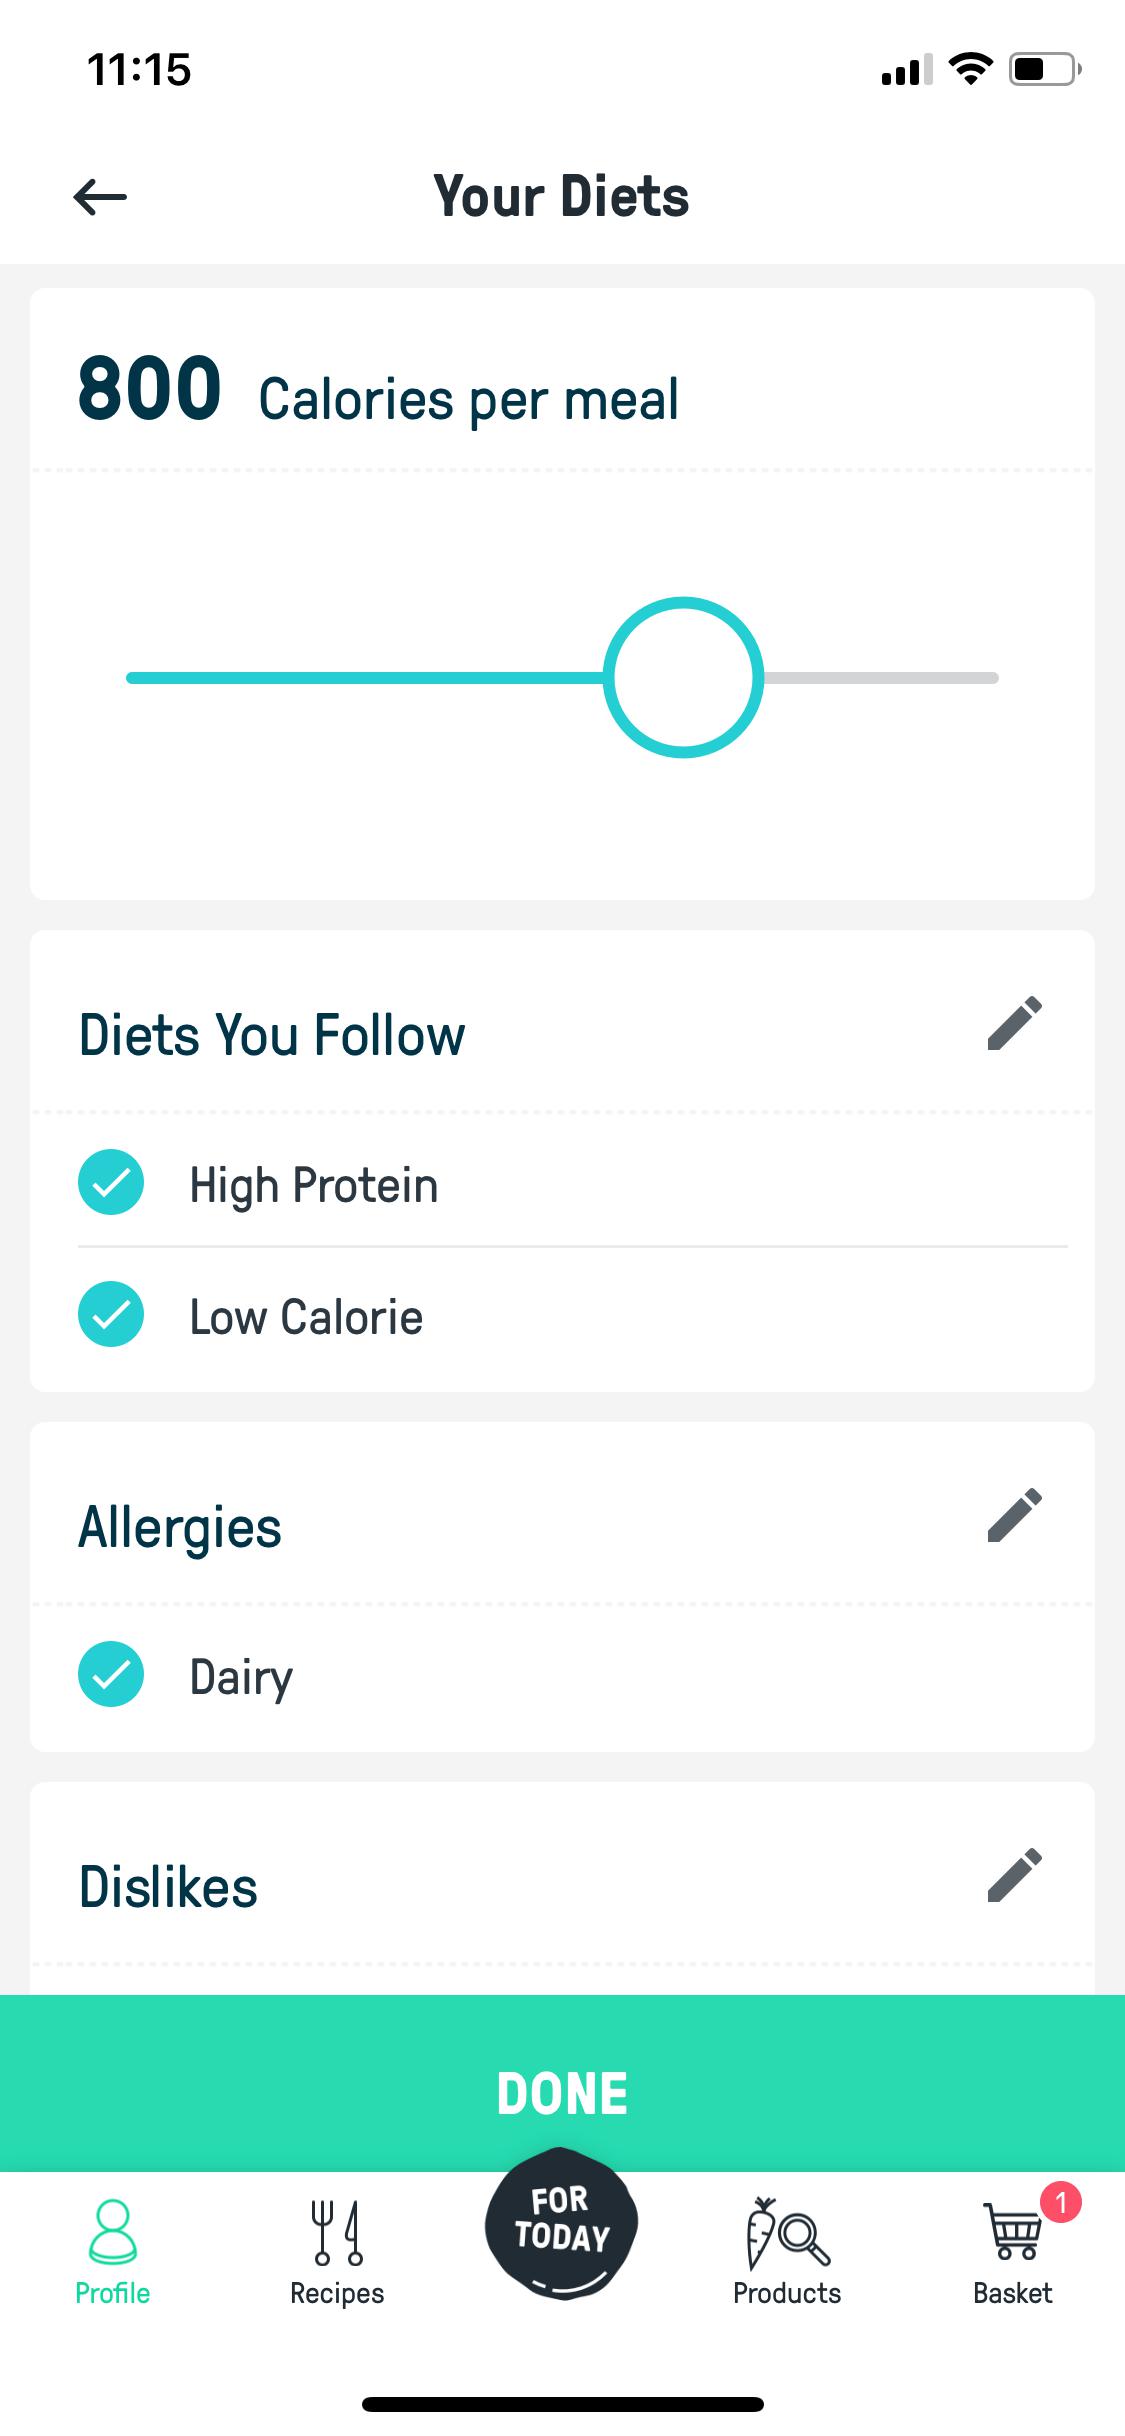 11:15
Your Diets
800 Calories per meal
Diets You Follow
High Protein
Low Calorie
Allergies
Dairy
Dislikes
DONE
FOR
TODAY
1
Profile
Recipes
Products
Basket